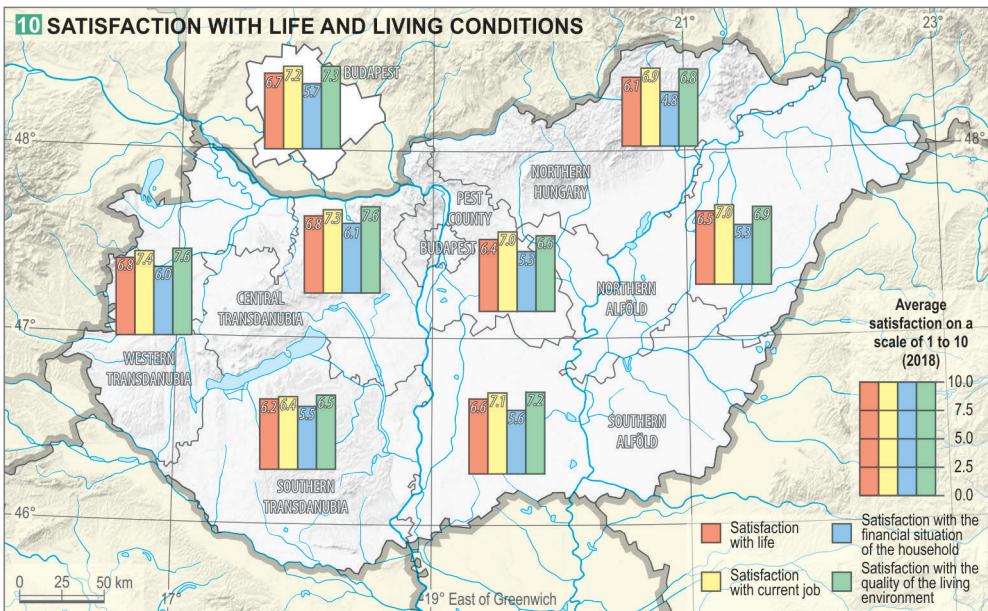 10 SATISFACTION WITH LIFE AND LIVING CONDITIONS
21°
23°
BUDAPEST
6.7 7.2 5.7 7.3
6.1 6.9 4.8 6.8
48°
48°
NORTHERN
HUNGARY
PEST
COUNTY
BUDAPEST
6.8 7.3 6.1 7.6
6.4 7.0 5.3 6.6
6.5 7.0 5.3 6.9
6.8 7.4 6.0 7.6
CENTRAL
TRANSDANUBIA
NORTHERN
ALFÖLD
47°
WESTERN
TRANSDANUBIA
6.2 6.4 5.5 6.5
6.6 7.1 5.6 7.2
SOUTHERN
ALFÖLD
SOUTHERN
TRANSDANUBIA
46°
Average
satisfaction on a
scale of 1 to 10
(2018)
10.0
7.5
5.0
2.5
0.0
Satisfaction
with life
Satisfaction with the
financial situation
of the household
Satisfaction
with current job
Satisfaction with the
quality of the living
environment
0 25 50 km
17°
19° East of Greenwich